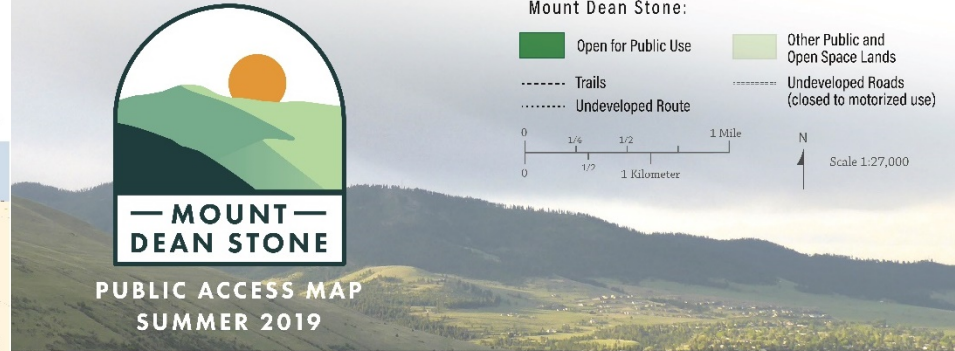 — MOUNT —
DEAN STONE
PUBLIC ACCESS MAP
SUMMER 2019
Mount Dean Stone:
Open for Public Use
Other Public and
Open Space Lands
Trails
Undeveloped Roads
(closed to motorized use)
Undeveloped Route
0 1/4 1/2 1 Mile
0 1/2 1 Kilometer
N
Scale 1:27,000